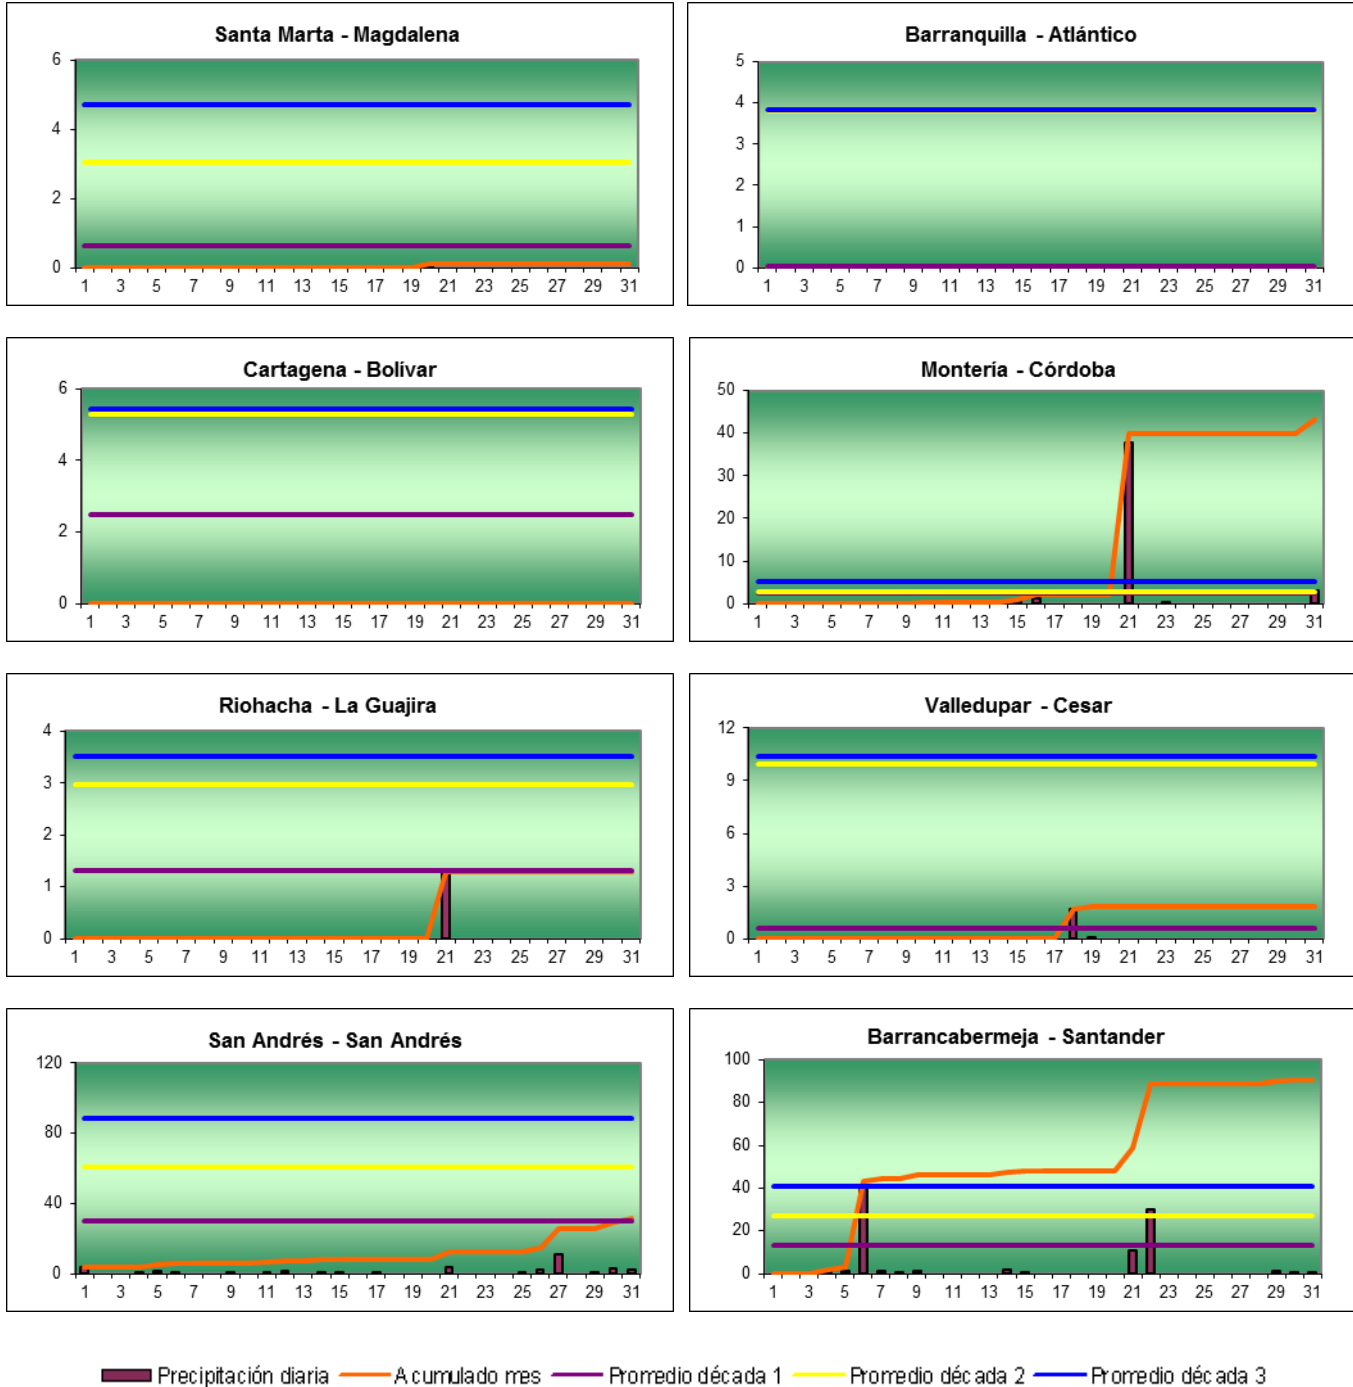 Santa Marta - Magdalena
6
4
2
0
1 3 5 7 9 11 13 15 17 19 21 23 25 27 29 31
Barranquilla - Atlántico
5
4
3
2
1
0
1 3 5 7 9 11 13 15 17 19 21 23 25 27 29 31
Cartagena - Bolívar
6
4
2
0
1 3 5 7 9 11 13 15 17 19 21 23 25 27 29 31
Montería - Córdoba
50
40
30
20
10
0
1 3 5 7 9 11 13 15 17 19 21 23 25 27 29 31
Riohacha - La Guajira
4
3
2
1
0
1 3 5 7 9 11 13 15 17 19 21 23 25 27 29 31
Valledupar - Cesar
12
9
6
3
0
1 3 5 7 9 11 13 15 17 19 21 23 25 27 29 31
San Andrés - San Andrés
120
80
40
0
1 3 5 7 9 11 13 15 17 19 21 23 25 27 29 31
Barrancabermeja - Santander
100
80
60
40
20
0
1 3 5 7 9 11 13 15 17 19 21 23 25 27 29 31
Precipitación diaria Acumulado mes Promedio década 1 Promedio década 2 Promedio década 3